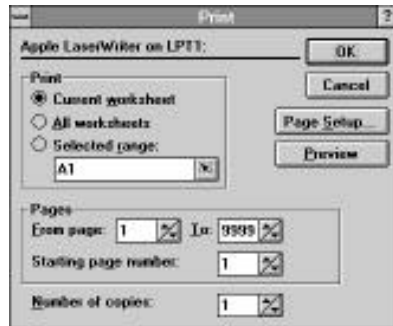 Print ?
Apple LaserWriter on LPT1:
OK
Print
Current worksheet
Cancel
All worksheets
Page Setup...
Selected range:
A1
Preview
Pages
From page: 1 To: 9999
Starting page number: 1
Number of copies: 1